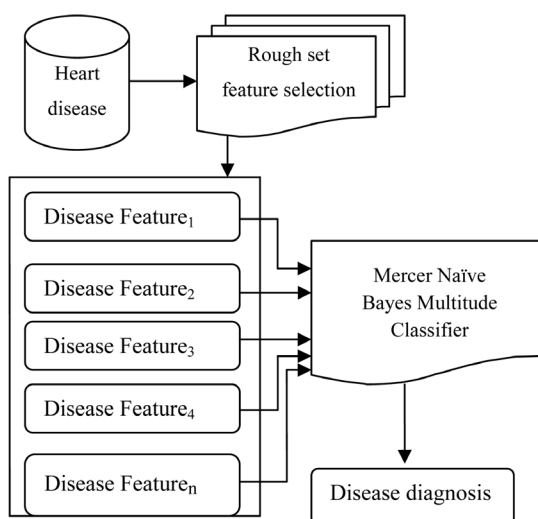 Heart
disease
Rough set
feature selection
Disease Feature₁
Disease Feature₂
Disease Feature₃
Disease Feature₄
Disease Featureₙ
Mercer Naïve
Bayes Multitude
Classifier
Disease diagnosis